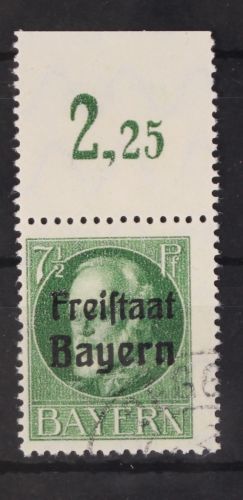 2,25
7½ Pf
Freiſtaat
Bayern
BAYERN